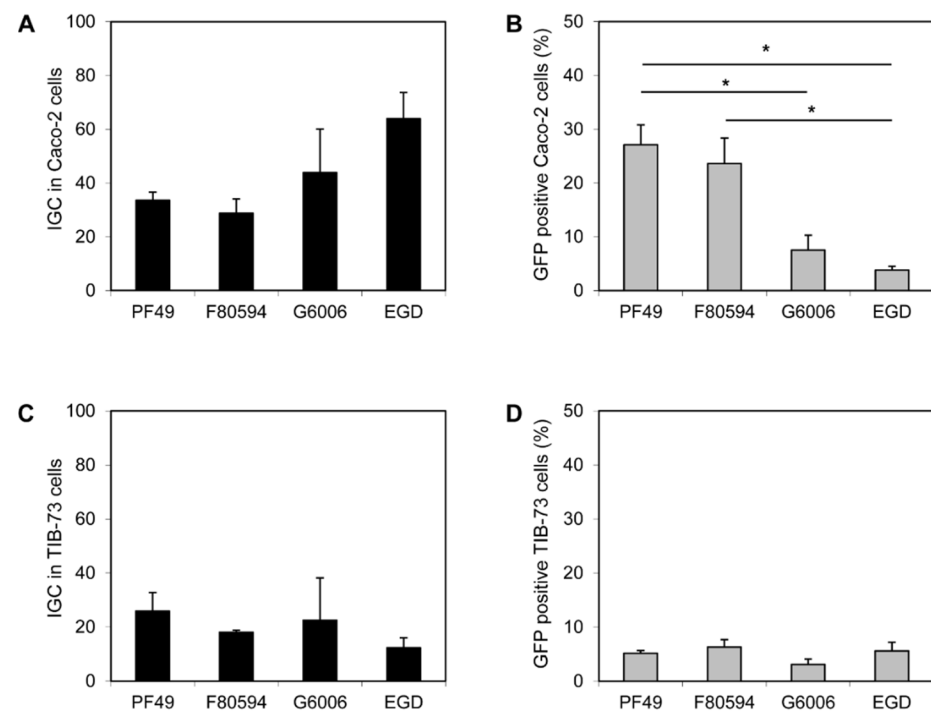 A
IGC in Caco-2 cells
100
80
60
40
20
0
PF49 F80594 G6006 EGD
B
GFP positive Caco-2 cells (%)
50
40
30
20
10
0
*
*
*
PF49 F80594 G6006 EGD
C
IGC in TIB-73 cells
100
80
60
40
20
0
PF49 F80594 G6006 EGD
D
GFP positive TIB-73 cells (%)
50
40
30
20
10
0
PF49 F80594 G6006 EGD